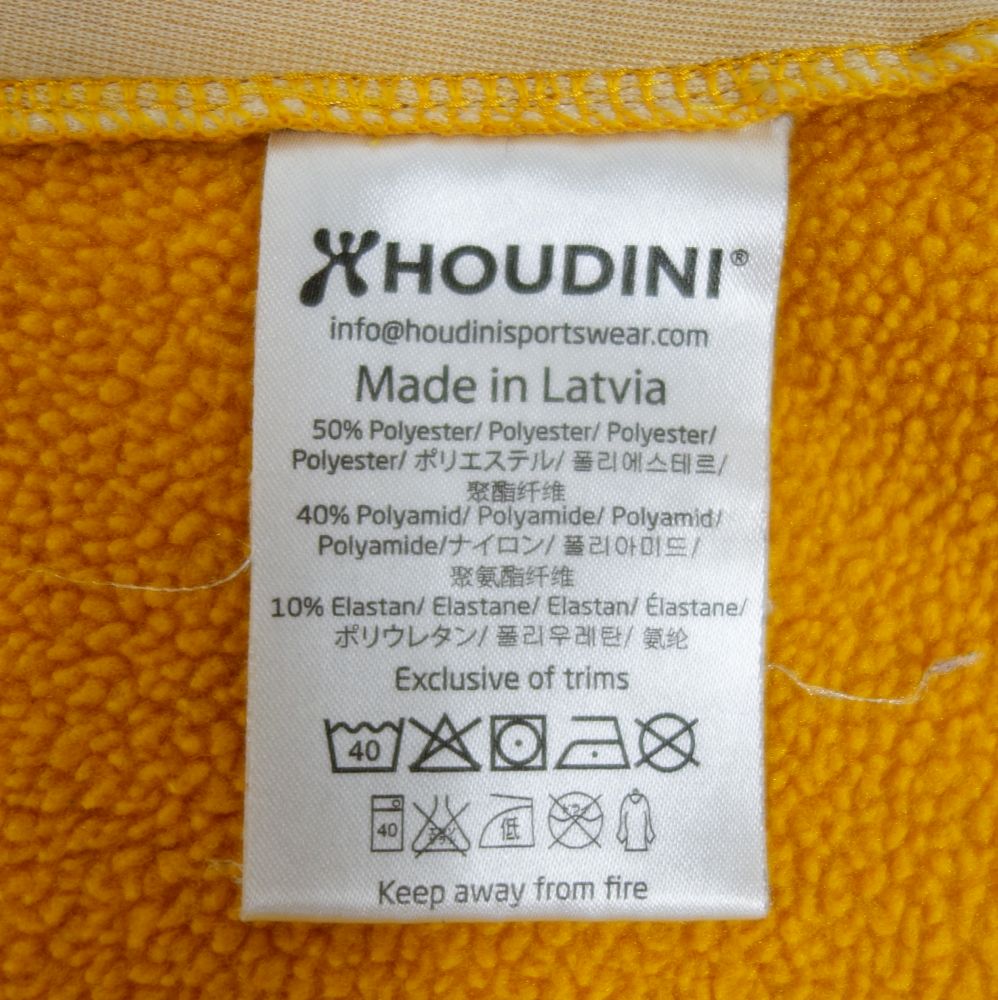 HOUDINI®
info@houdinisportswear.com
Made in Latvia
50% Polyester/ Polyester/ Polyester/
Polyester/ ポリエステル/ 폴리에스테르/
聚酯纤维
40% Polyamid/ Polyamide/ Polyamid/
Polyamide/ナイロン/ 폴리아미드/
聚氨酯纤维
10% Elastan/ Elastane/ Elastan/ Élastane/
ポリウレタン/ 폴리우레탄/ 氨纶
Exclusive of trims
40
40 低
Keep away from fire